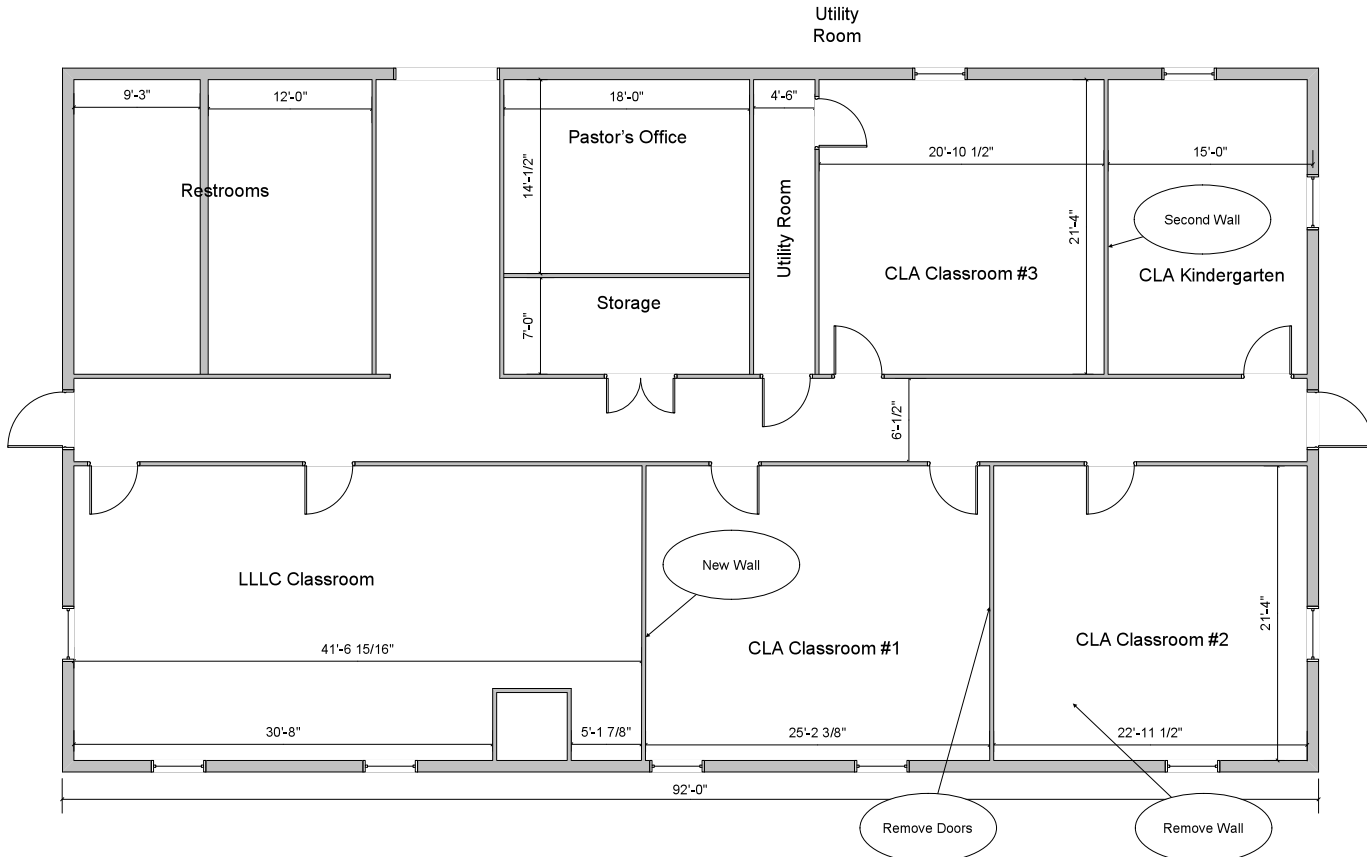 Utility
Room
9'-3"
12'-0"
18'-0"
4'-6"
Pastor's Office
14'-1/2"
20'-10 1/2"
15'-0"
Restrooms
Utility Room
21'-4"
Second Wall
CLA Classroom #3
CLA Kindergarten
Storage
7'-0"
6'-1/2"
New Wall
LLLC Classroom
21'-4"
CLA Classroom #1
CLA Classroom #2
41'-6 15/16"
30'-8"
5'-1 7/8"
25'-2 3/8"
22'-11 1/2"
92'-0"
Remove Doors
Remove Wall